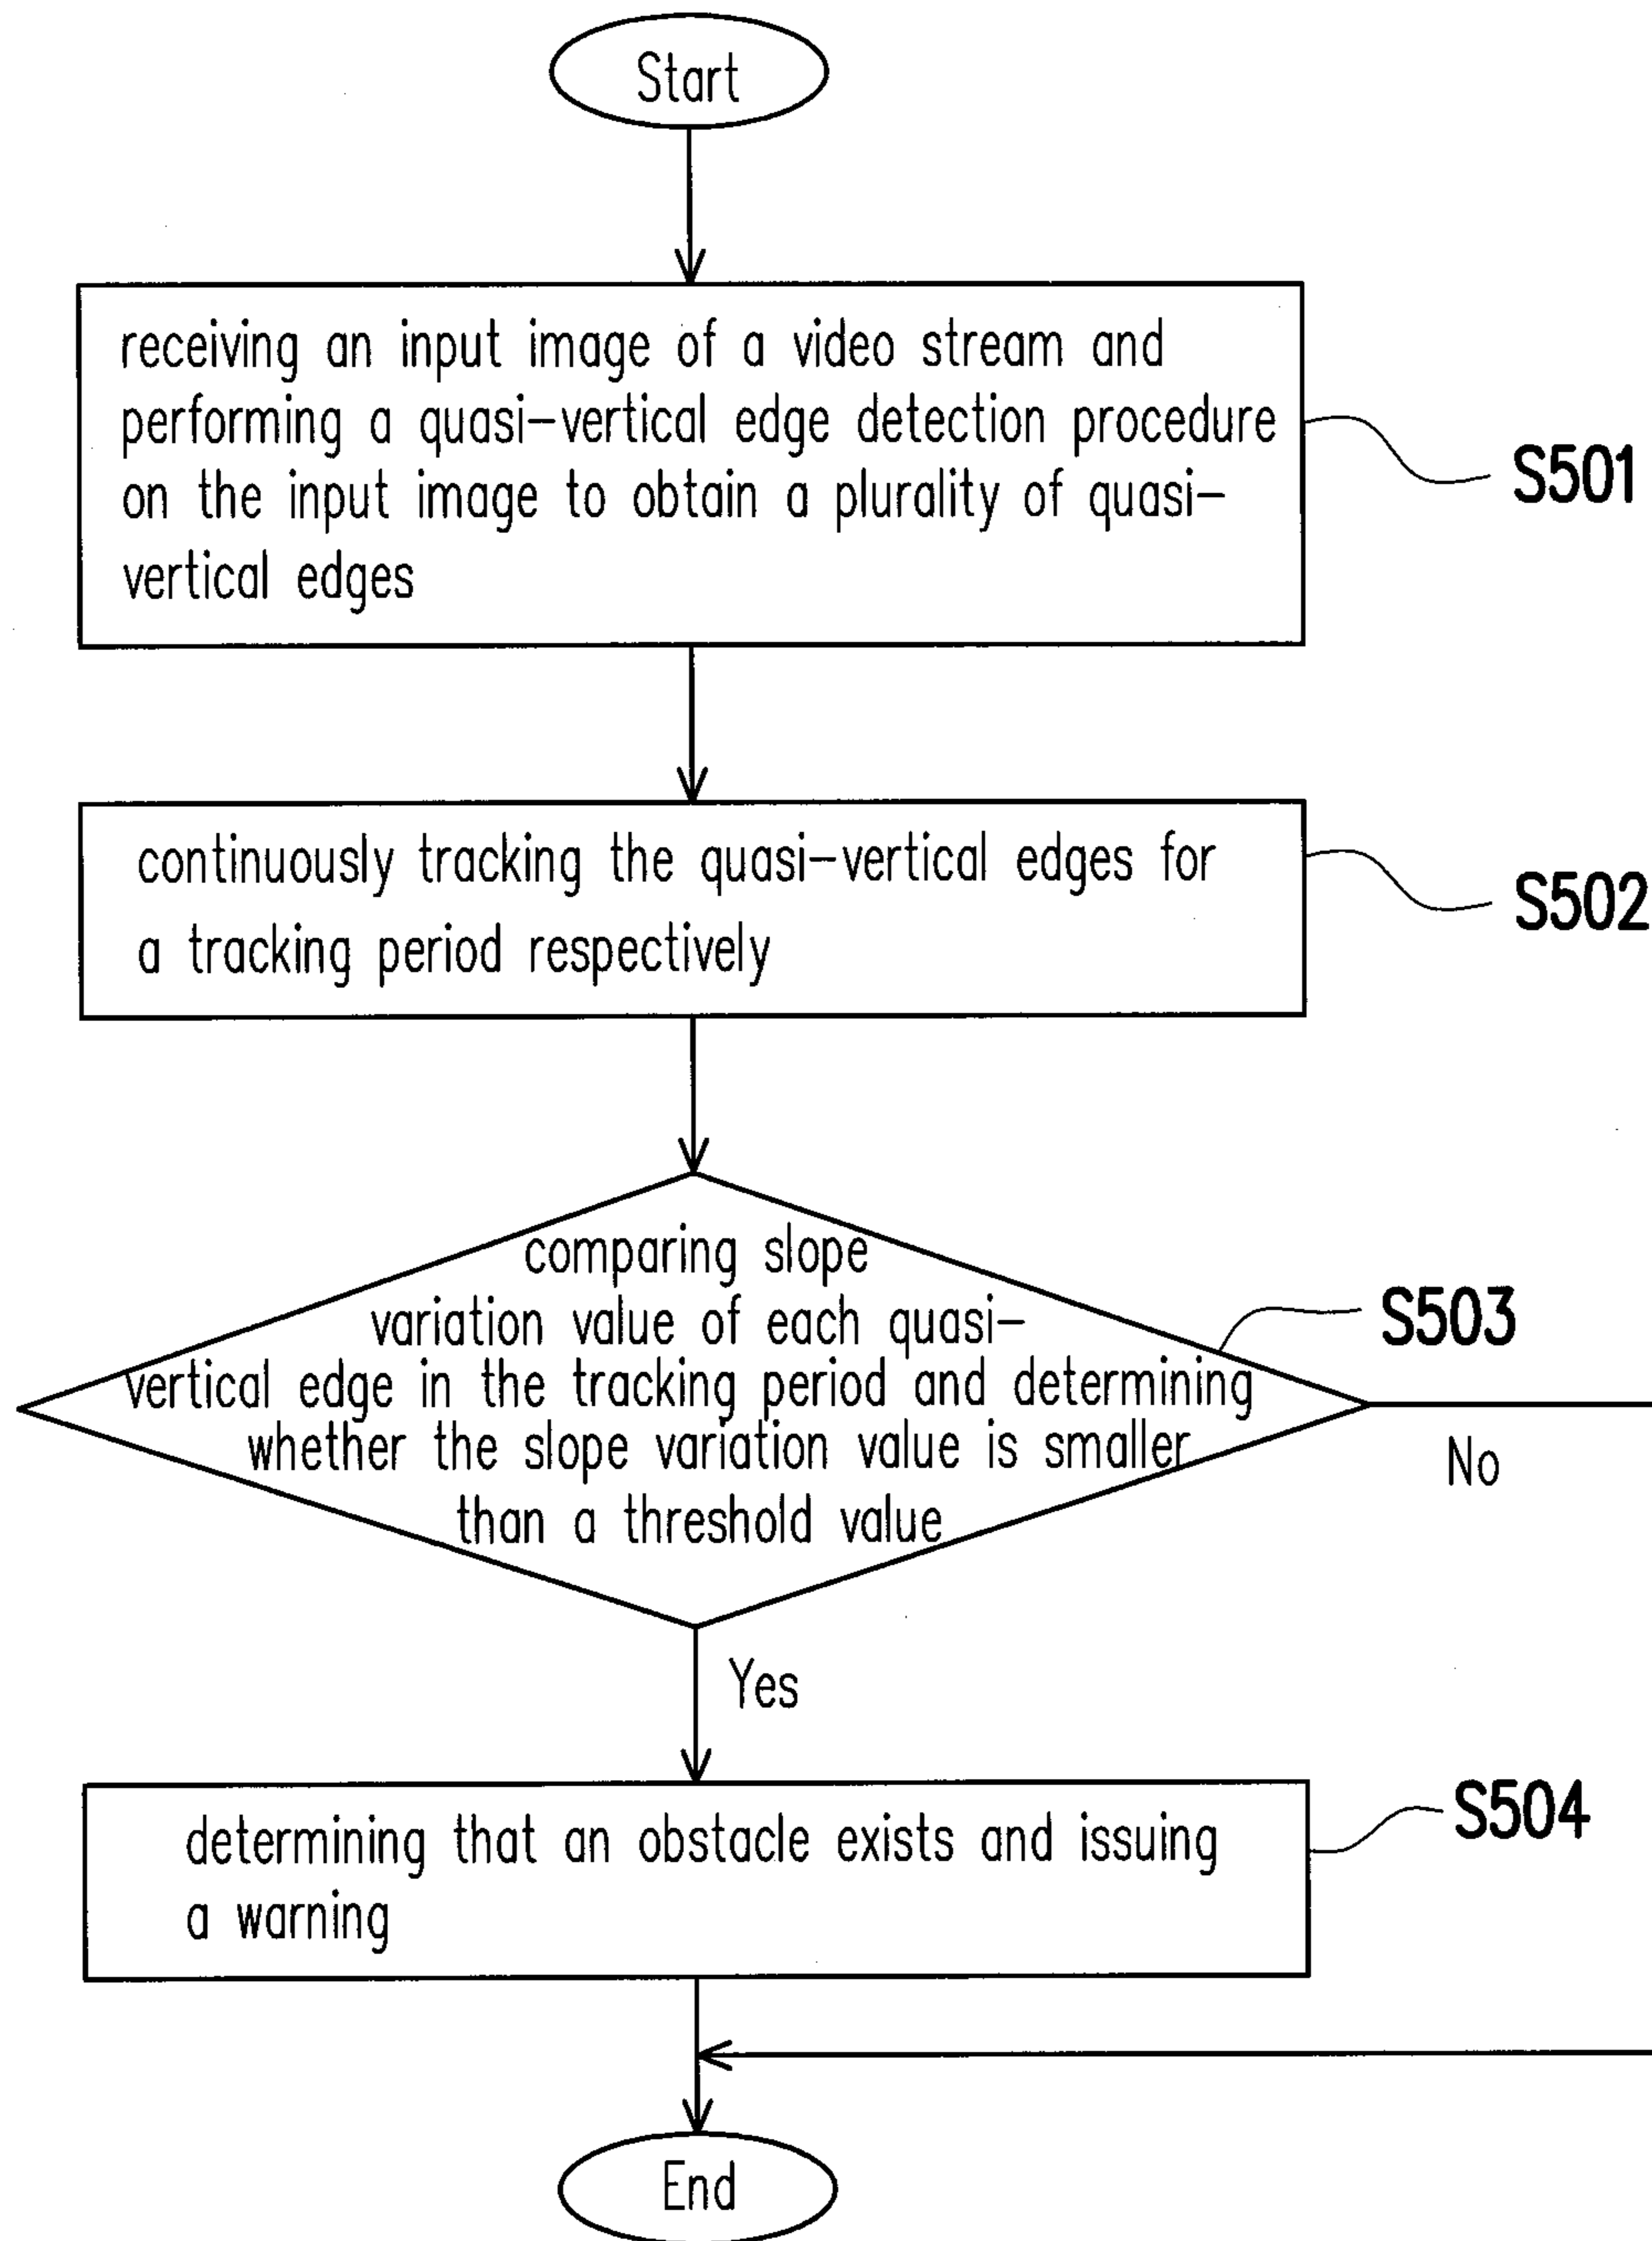 Start
receiving an input image of a video stream and
performing a quasi-vertical edge detection procedure
on the input image to obtain a plurality of quasi-
vertical edges
S501
continuously tracking the quasi-vertical edges for
a tracking period respectively
S502
comparing slope
variation value of each quasi-
vertical edge in the tracking period and determining
whether the slope variation value is smaller
than a threshold value
S503
No
Yes
determining that an obstacle exists and issuing
a warning
S504
End